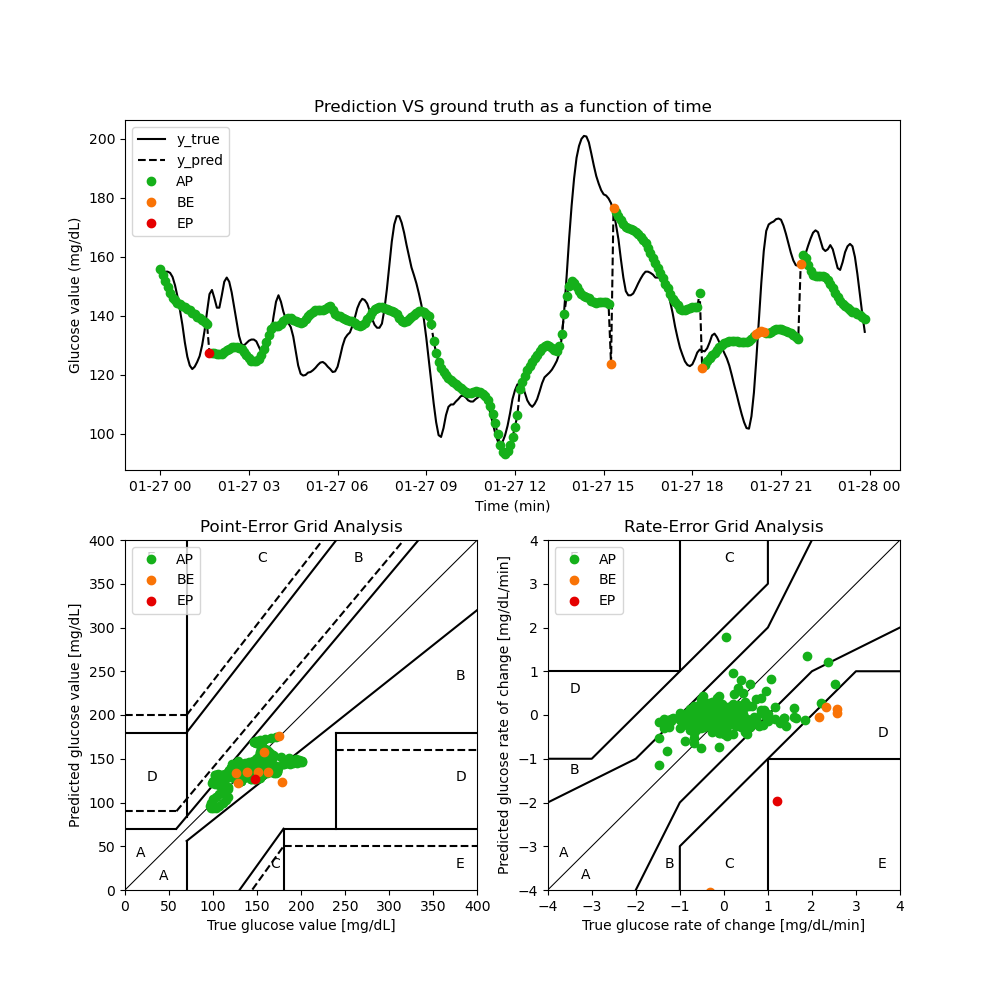 Prediction VS ground truth as a function of time
Glucose value (mg/dL)
200
180
160
140
120
100
y_true
y_pred
AP
BE
EP
01-27 00 01-27 03 01-27 06 01-27 09 01-27 12 01-27 15 01-27 18 01-27 21 01-28 00
Time (min)
Point-Error Grid Analysis
Predicted glucose value [mg/dL]
400
350
300
250
200
150
100
50
0
AP
BE
EP
C B
B
D D
A
A
C E
0 50 100 150 200 250 300 350 400
True glucose value [mg/dL]
Rate-Error Grid Analysis
Predicted glucose rate of change [mg/dL/min]
4
3
2
1
0
−1
−2
−3
−4
AP
BE
EP
C
D
D
B
A
A
B C E
−4 −3 −2 −1 0 1 2 3 4
True glucose rate of change [mg/dL/min]